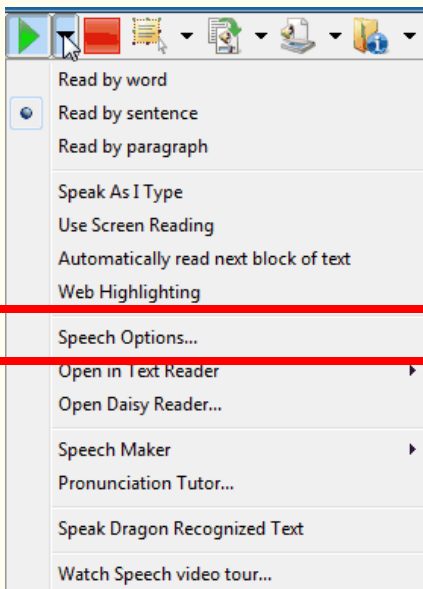 Read by word
Read by sentence
Read by paragraph
Speak As I Type
Use Screen Reading
Automatically read next block of text
Web Highlighting
Speech Options...
Open in Text Reader
Open Daisy Reader...
Speech Maker
Pronunciation Tutor...
Speak Dragon Recognized Text
Watch Speech video tour...